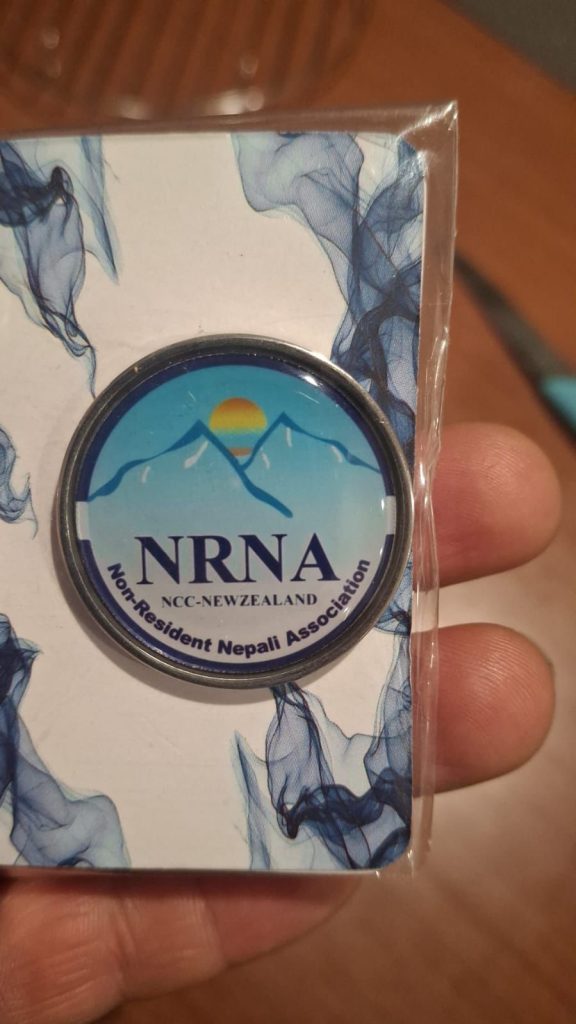 NRNA
NCC-NEWZEALAND
Non-Resident Nepali Association